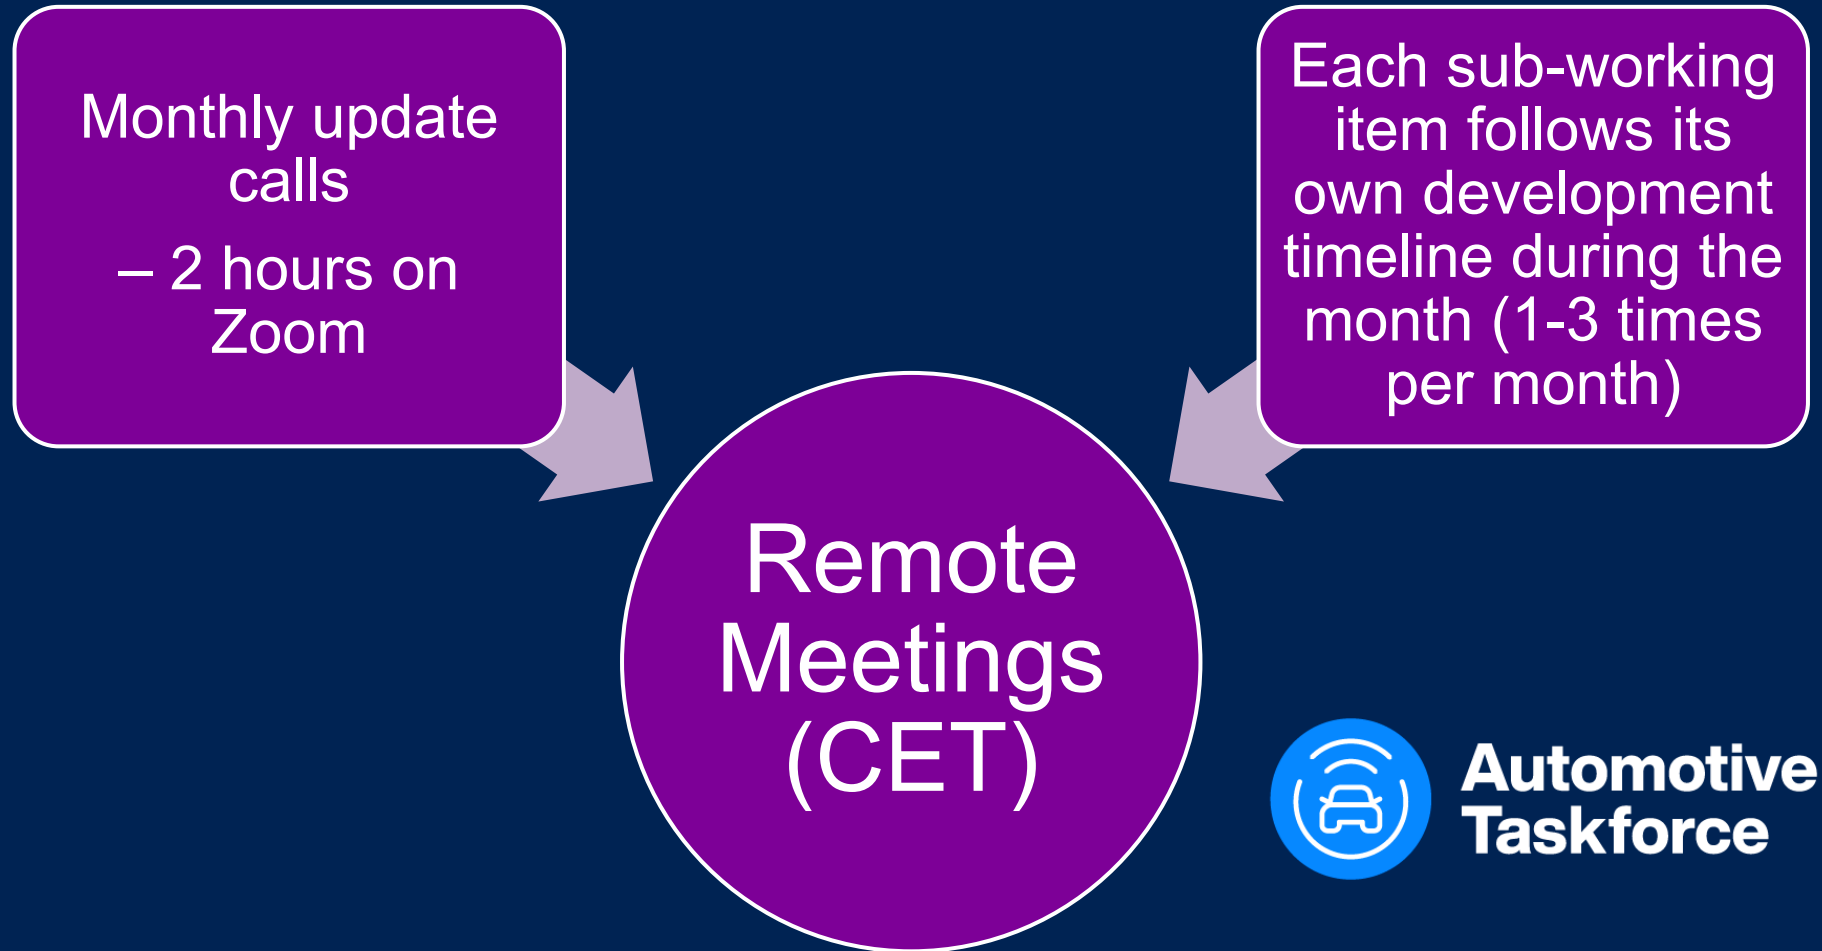 Monthly update
calls
– 2 hours on
Zoom
Each sub-working
item follows its
own development
timeline during the
month (1-3 times
per month)
Remote
Meetings
(CET)
Automotive
Taskforce